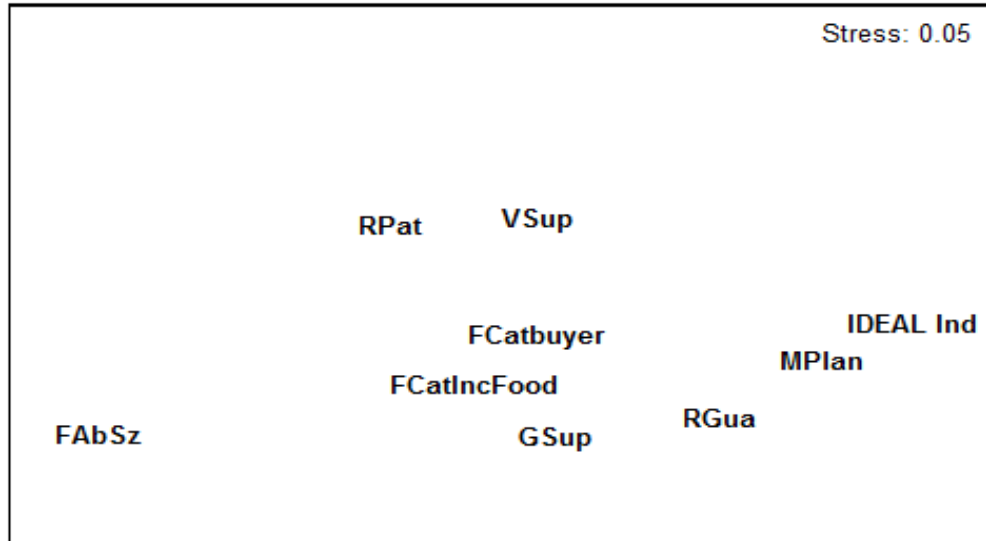 Stress: 0.05
RPat
VSup
IDEAL Ind
FCatbuyer
MPlan
FCatIncFood
RGua
FAbSz
GSup